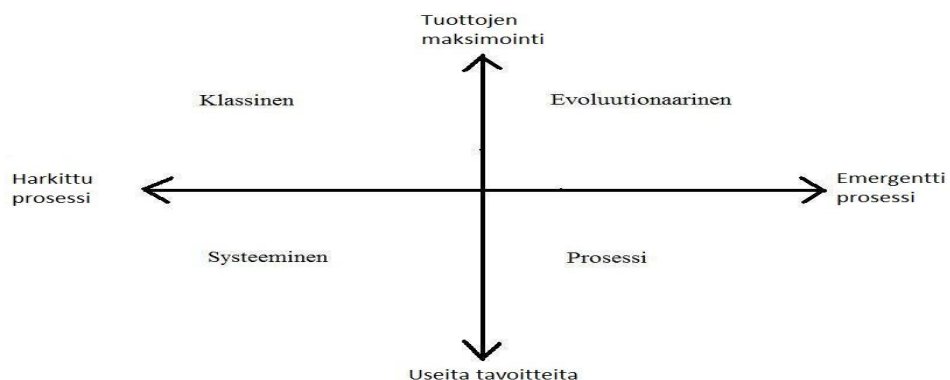 Tuottojen
maksimointi
Klassinen
Evoluutionaarinen
Harkittu
prosessi
Emergentti
prosessi
Systeeminen
Prosessi
Useita tavoitteita